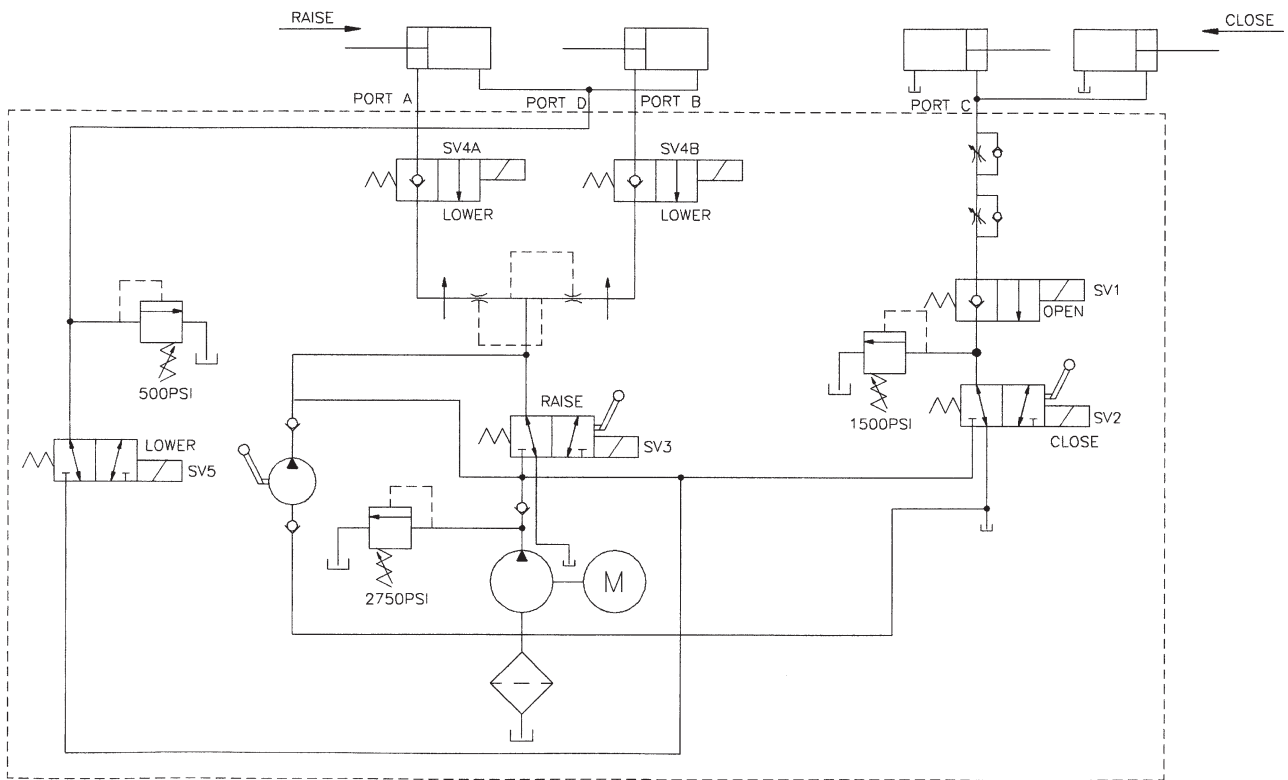 RAISE
CLOSE
PORT A
PORT D
PORT B
PORT C
SV4A
SV4B
LOWER
LOWER
SV1
OPEN
500PSI
1500PSI
RAISE
SV2
CLOSE
LOWER
SV3
SV5
M
2750PSI